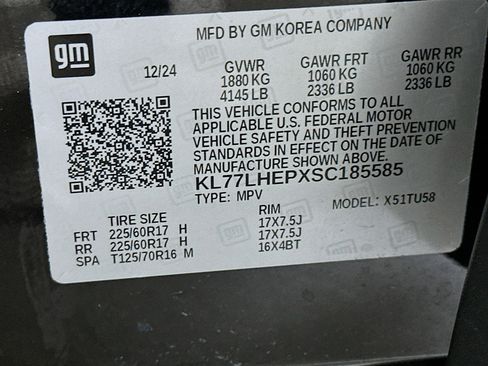 gm
MFD BY GM KOREA COMPANY
12/24 GVWR GAWR FRT GAWR RR
1880 KG 1060 KG 1060 KG
4145 LB 2336 LB 2336 LB
THIS VEHICLE CONFORMS TO ALL
APPLICABLE U.S. FEDERAL MOTOR
VEHICLE SAFETY AND THEFT PREVENTION
STANDARDS IN EFFECT ON THE DATE OF
MANUFACTURE SHOWN ABOVE.
KL77LHEPXSC185585
TYPE: MPV MODEL: X51TU58
TIRE SIZE RIM
FRT 225/60R17 H 17X7.5J
RR 225/60R17 H 17X7.5J
SPA T125/70R16 M 16X4BT